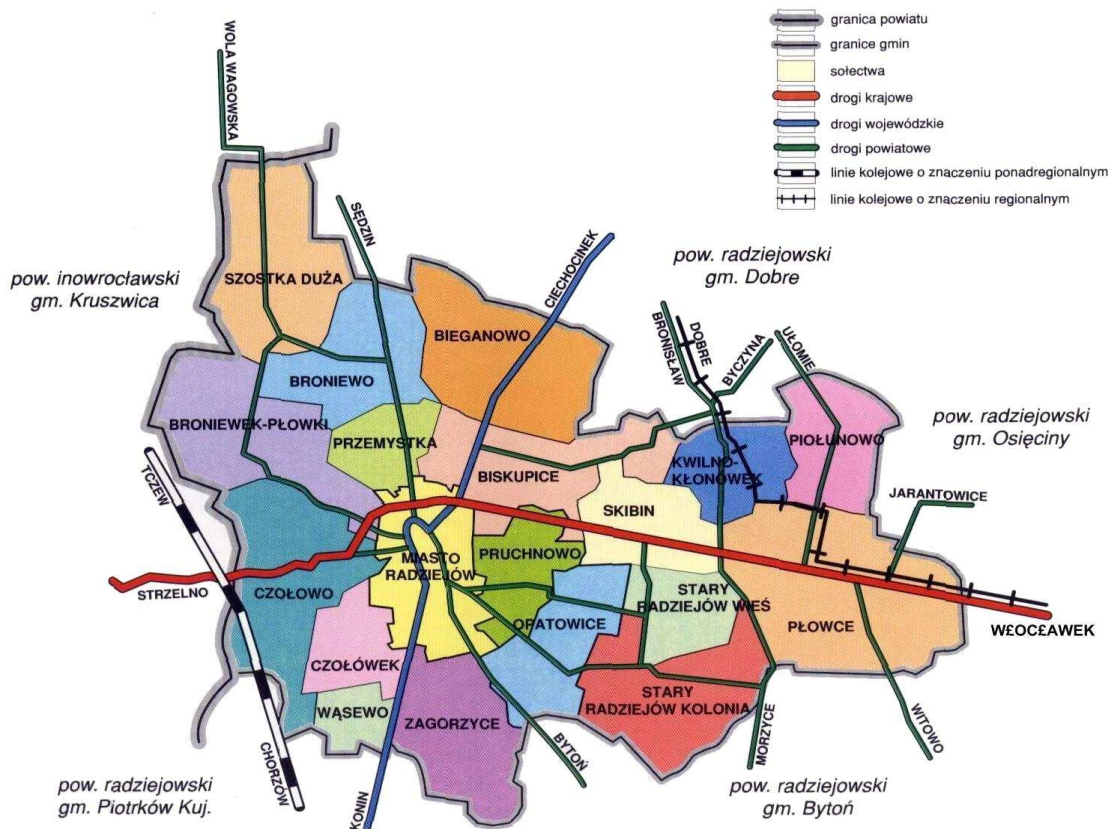 granica powiatu
granice gmin
sołectwa
drogi krajowe
drogi wojewódzkie
drogi powiatowe
linie kolejowe o znaczeniu ponadregionalnym
linie kolejowe o znaczeniu regionalnym
WOLA WAGOWSKA
SĘDZIN
CIECHOCINEK
pow. inowrocławski
gm. Kruszwica
pow. radziejowski
gm. Dobre
SZOSTKA DUŻA
BIEGANOWO
BRONISŁAW
DOBRE
BYCZYNA
UŁOMIE
BRONIEWO
BRONIEWEK-PŁOWKI
PRZEMYSTKA
BISKUPICE
KWILNO-
KŁONÓWEK
PIOŁUNOWO
pow. radziejowski
gm. Osięciny
JARANTOWICE
TCZEW
SKIBIN
MIASTO
RADZIEJÓW
PRUCHNOWO
STRZELNO
CZOŁOWO
STARY
RADZIEJÓW WIEŚ
OPATOWICE
PŁOWCE
W£OC£AWEK
CZOŁÓWEK
STARY
RADZIEJÓW KOLONIA
WĄSEWO
ZAGORZYCE
CHORZÓW
KONIN
BYTOŃ
MORZYCE
WITOWO
pow. radziejowski
gm. Piotrków Kuj.
pow. radziejowski
gm. Bytoń